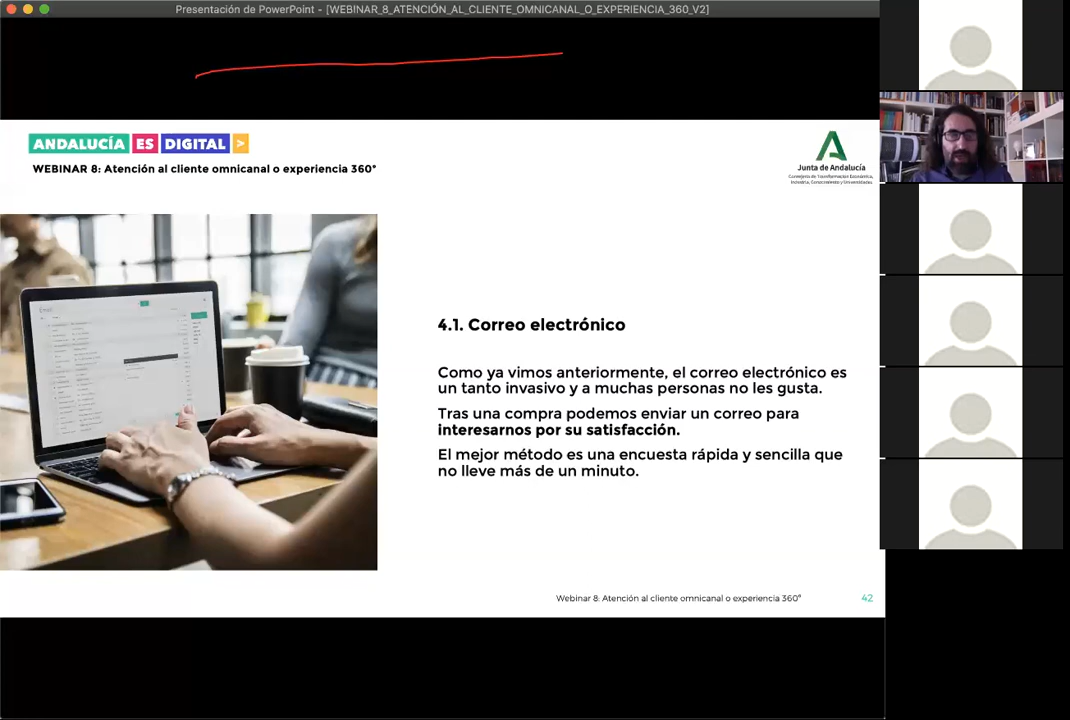 Presentación de PowerPoint - [WEBINAR_8_ATENCIÓN_AL_CLIENTE_OMNICANAL_O_EXPERIENCIA_360_V2]
ANDALUCÍA ES DIGITAL >
WEBINAR 8: Atención al cliente omnicanal o experiencia 360°
Junta de Andalucía
Consejería de Transformación Económica,
Industria, Conocimiento y Universidades
Email
4.1. Correo electrónico
Como ya vimos anteriormente, el correo electrónico es
un tanto invasivo y a muchas personas no les gusta.
Tras una compra podemos enviar un correo para
interesarnos por su satisfacción.
El mejor método es una encuesta rápida y sencilla que
no lleve más de un minuto.
Webinar 8: Atención al cliente omnicanal o experiencia 360°
42